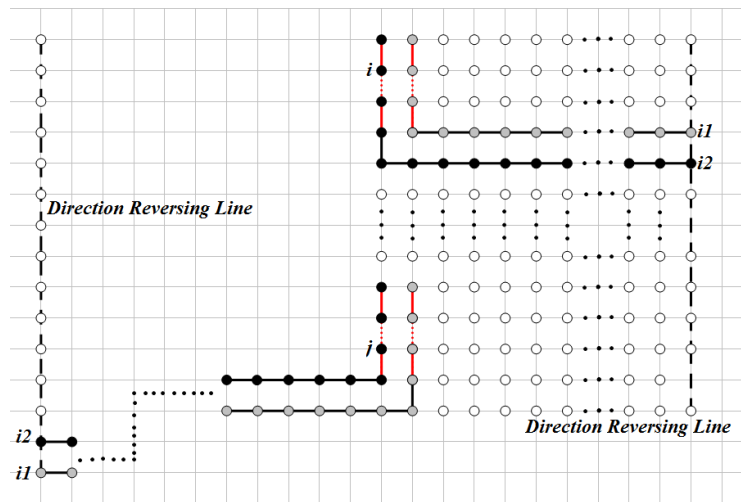 i
i1
i2
Direction Reversing Line
j
Direction Reversing Line
i2
i1